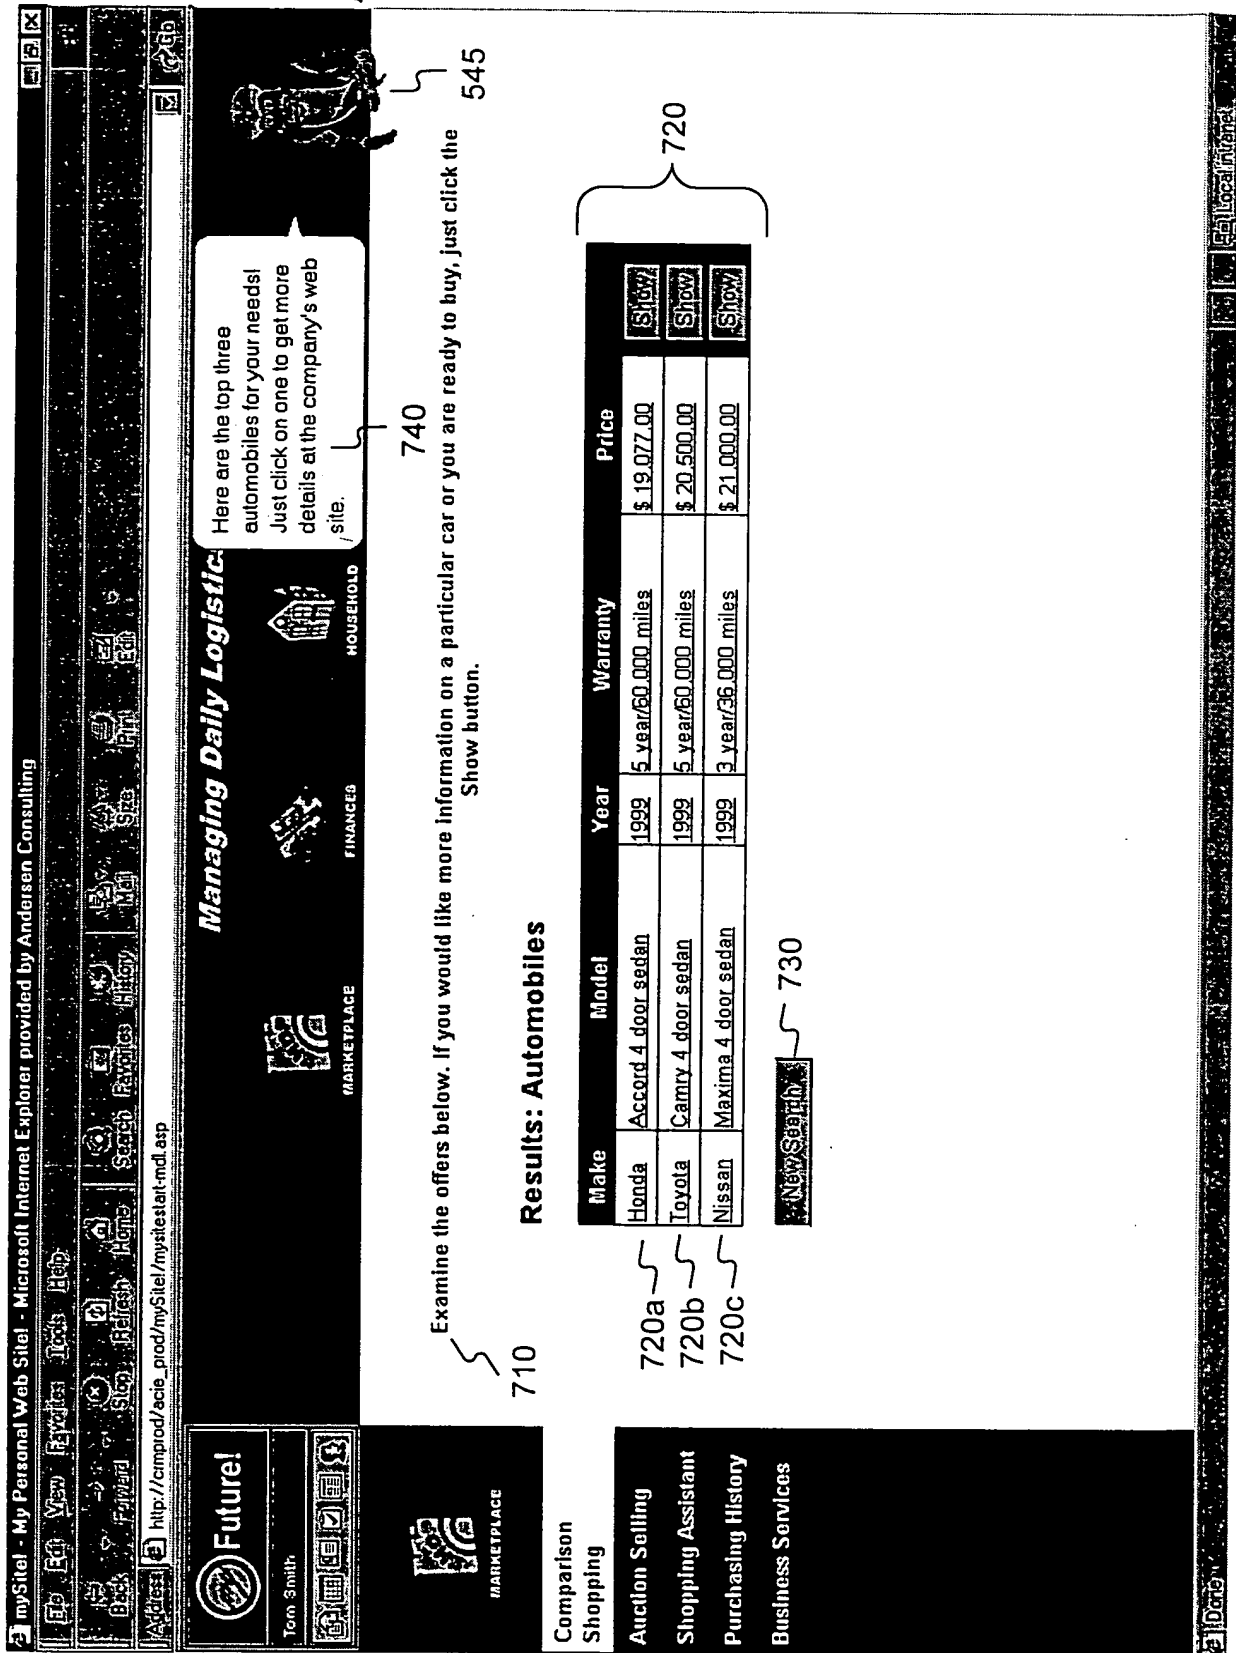 mySite! - My Personal Web Site! - Microsoft Internet Explorer provided by Andersen Consulting
File Edit View Favorites Tools Help
Back Forward Stop Refresh Home Search Favorites History Mail Size Print Edit
Address http://crmprod/acie_prod/mySite!/mysitestart-mdl.asp Go
Future!
Tom Smith
Managing Daily Logistic
MARKETPLACE
FINANCES
HOUSEHOLD
Here are the top three
automobiles for your needs!
Just click on one to get more
details at the company's web
site.
740
545
MARKETPLACE
Comparison
Shopping
Auction Selling
Shopping Assistant
Purchasing History
Business Services
Examine the offers below. If you would like more information on a particular car or you are ready to buy, just click the
Show button.
710
Results: Automobiles
Make Model Year Warranty Price
720a Honda Accord 4 door sedan 1999 5 year/60,000 miles $ 19,077.00 Show
720b Toyota Camry 4 door sedan 1999 5 year/60,000 miles $ 20,500.00 Show
720c Nissan Maxima 4 door sedan 1999 3 year/36,000 miles $ 21,000.00 Show
720
New Search
730
Done Local intranet